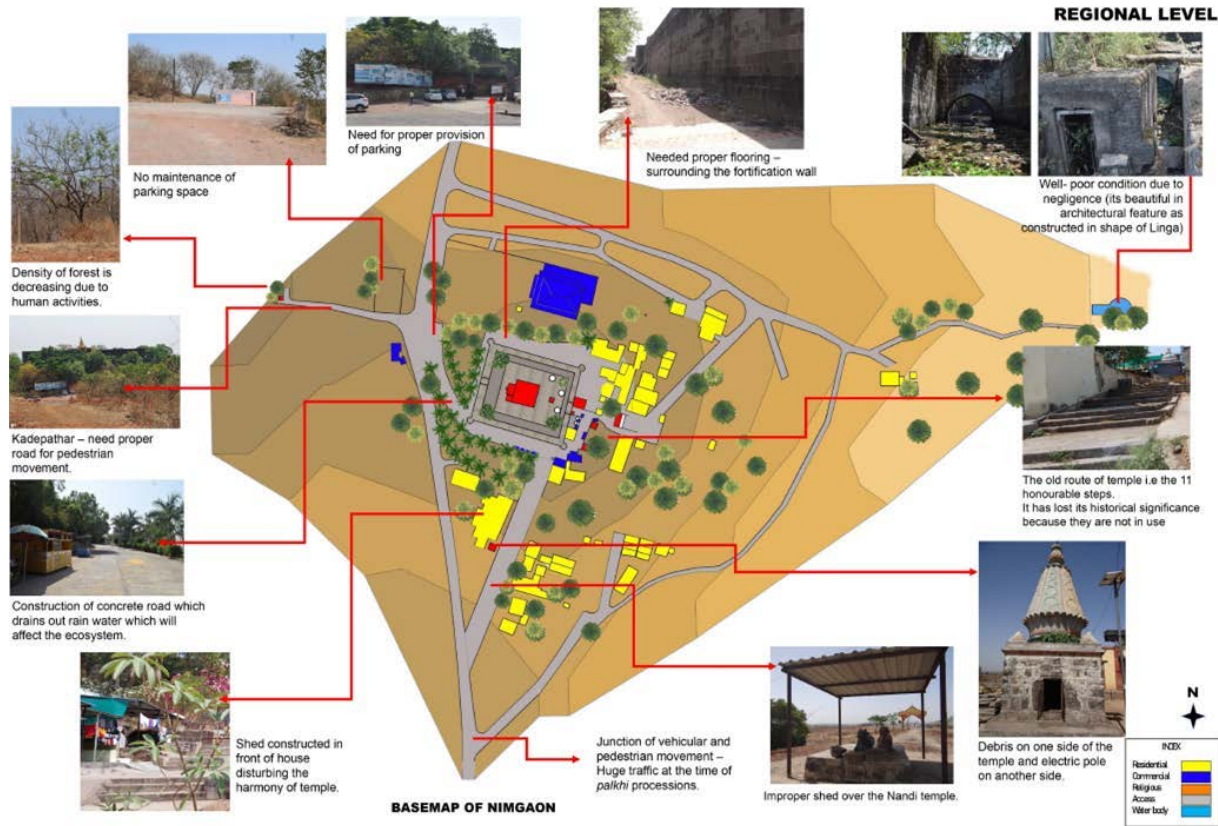 REGIONAL LEVEL
No maintenance of
parking space
Need for proper provision
of parking
Needed proper flooring –
surrounding the fortification wall
Well- poor condition due to
negligence (its beautiful in
architectural feature as
constructed in shape of Linga)
Density of forest is
decreasing due to
human activities.
Kadepathar – need proper
road for pedestrian
movement.
The old route of temple i.e the 11
honourable steps.
It has lost its historical significance
because they are not in use
Construction of concrete road which
drains out rain water which will
affect the ecosystem.
Shed constructed in
front of house
disturbing the
harmony of temple.
Junction of vehicular and
pedestrian movement –
Huge traffic at the time of
palkhi processions.
Improper shed over the Nandi temple.
Debris on one side of the
temple and electric pole
on another side.
BASEMAP OF NIMGAON
N
INDEX
Residential
Commercial
Religious
Access
Water body